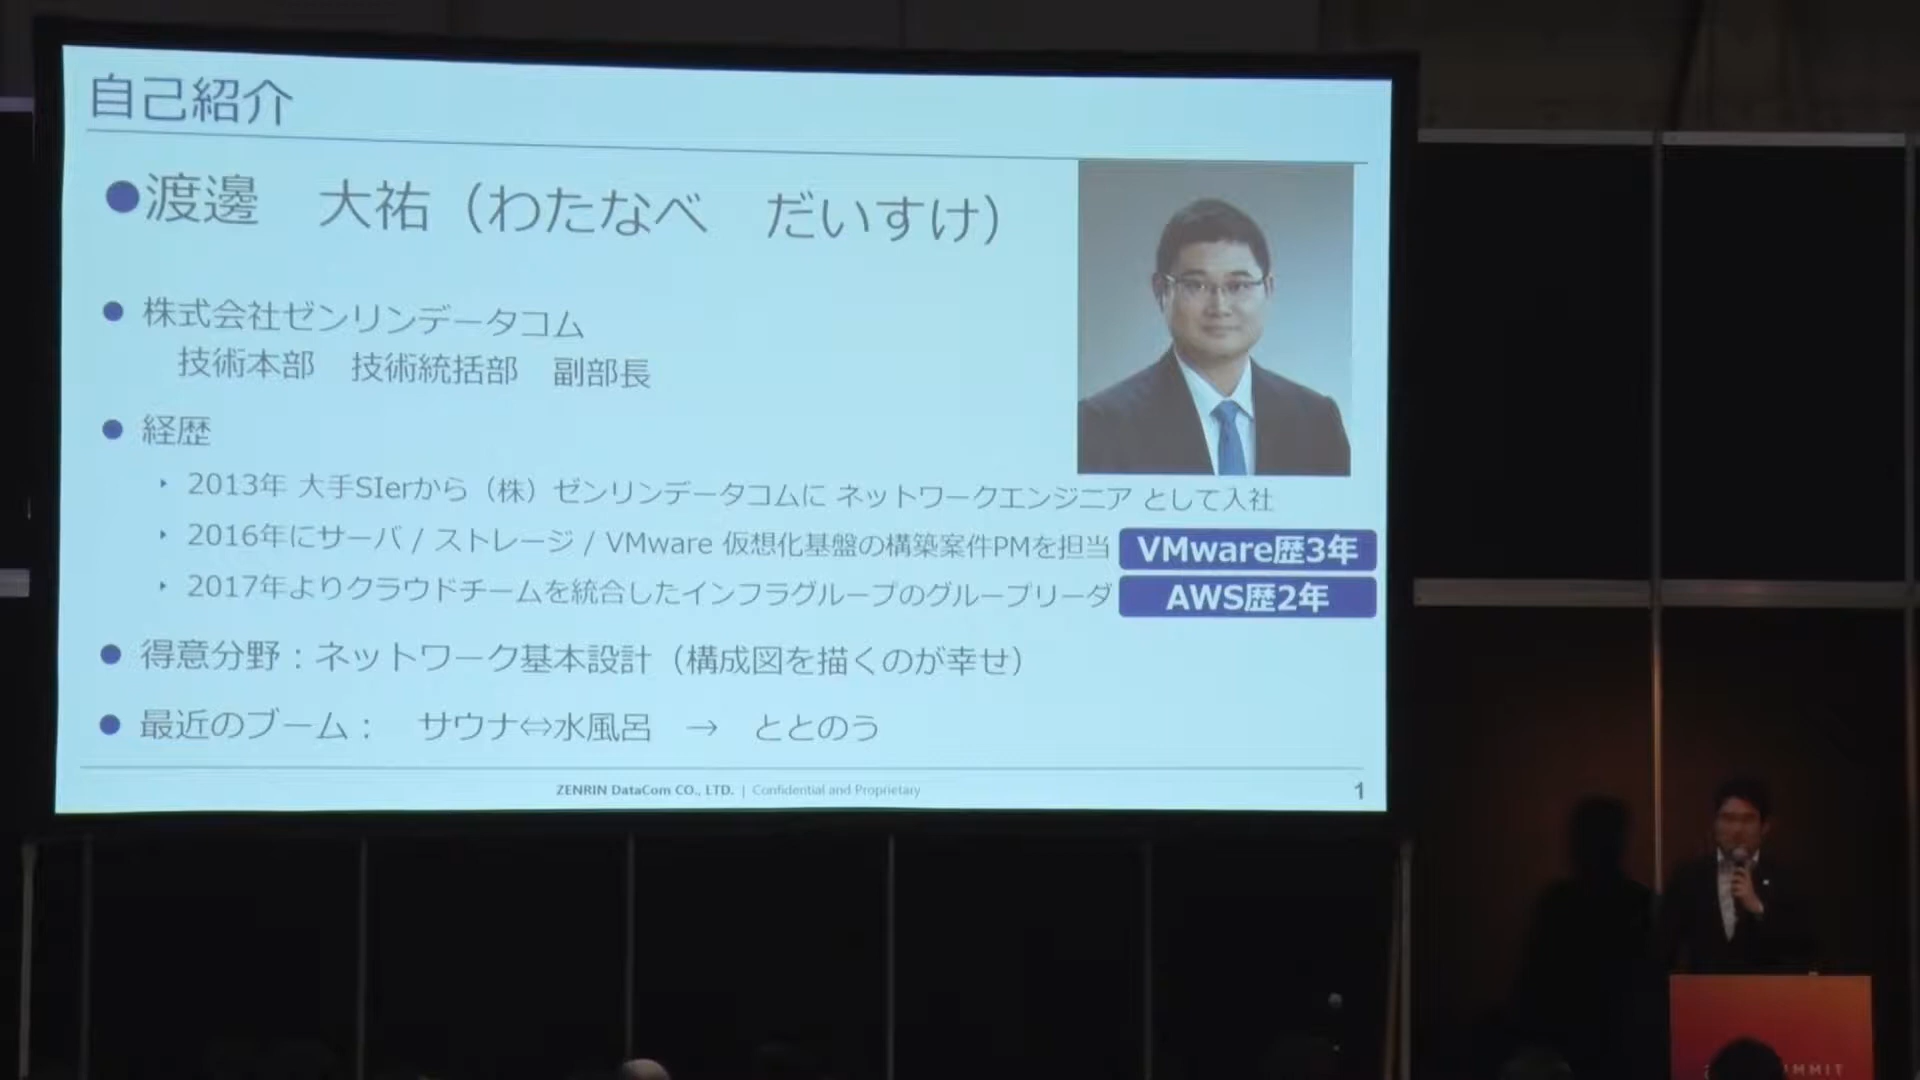 自己紹介
●渡邊　大祐（わたなべ　だいすけ）
● 株式会社ゼンリンデータコム
技術本部　技術統括部　副部長
● 経歴
‣ 2013年 大手SIerから（株）ゼンリンデータコムに ネットワークエンジニア として入社
‣ 2016年にサーバ / ストレージ / VMware 仮想化基盤の構築案件PMを担当 VMware歴3年
‣ 2017年よりクラウドチームを統合したインフラグループのグループリーダ AWS歴2年
● 得意分野：ネットワーク基本設計（構成図を描くのが幸せ）
● 最近のブーム：　サウナ⇔水風呂　→　ととのう
ZENRIN DataCom CO., LTD. | Confidential and Proprietary
1